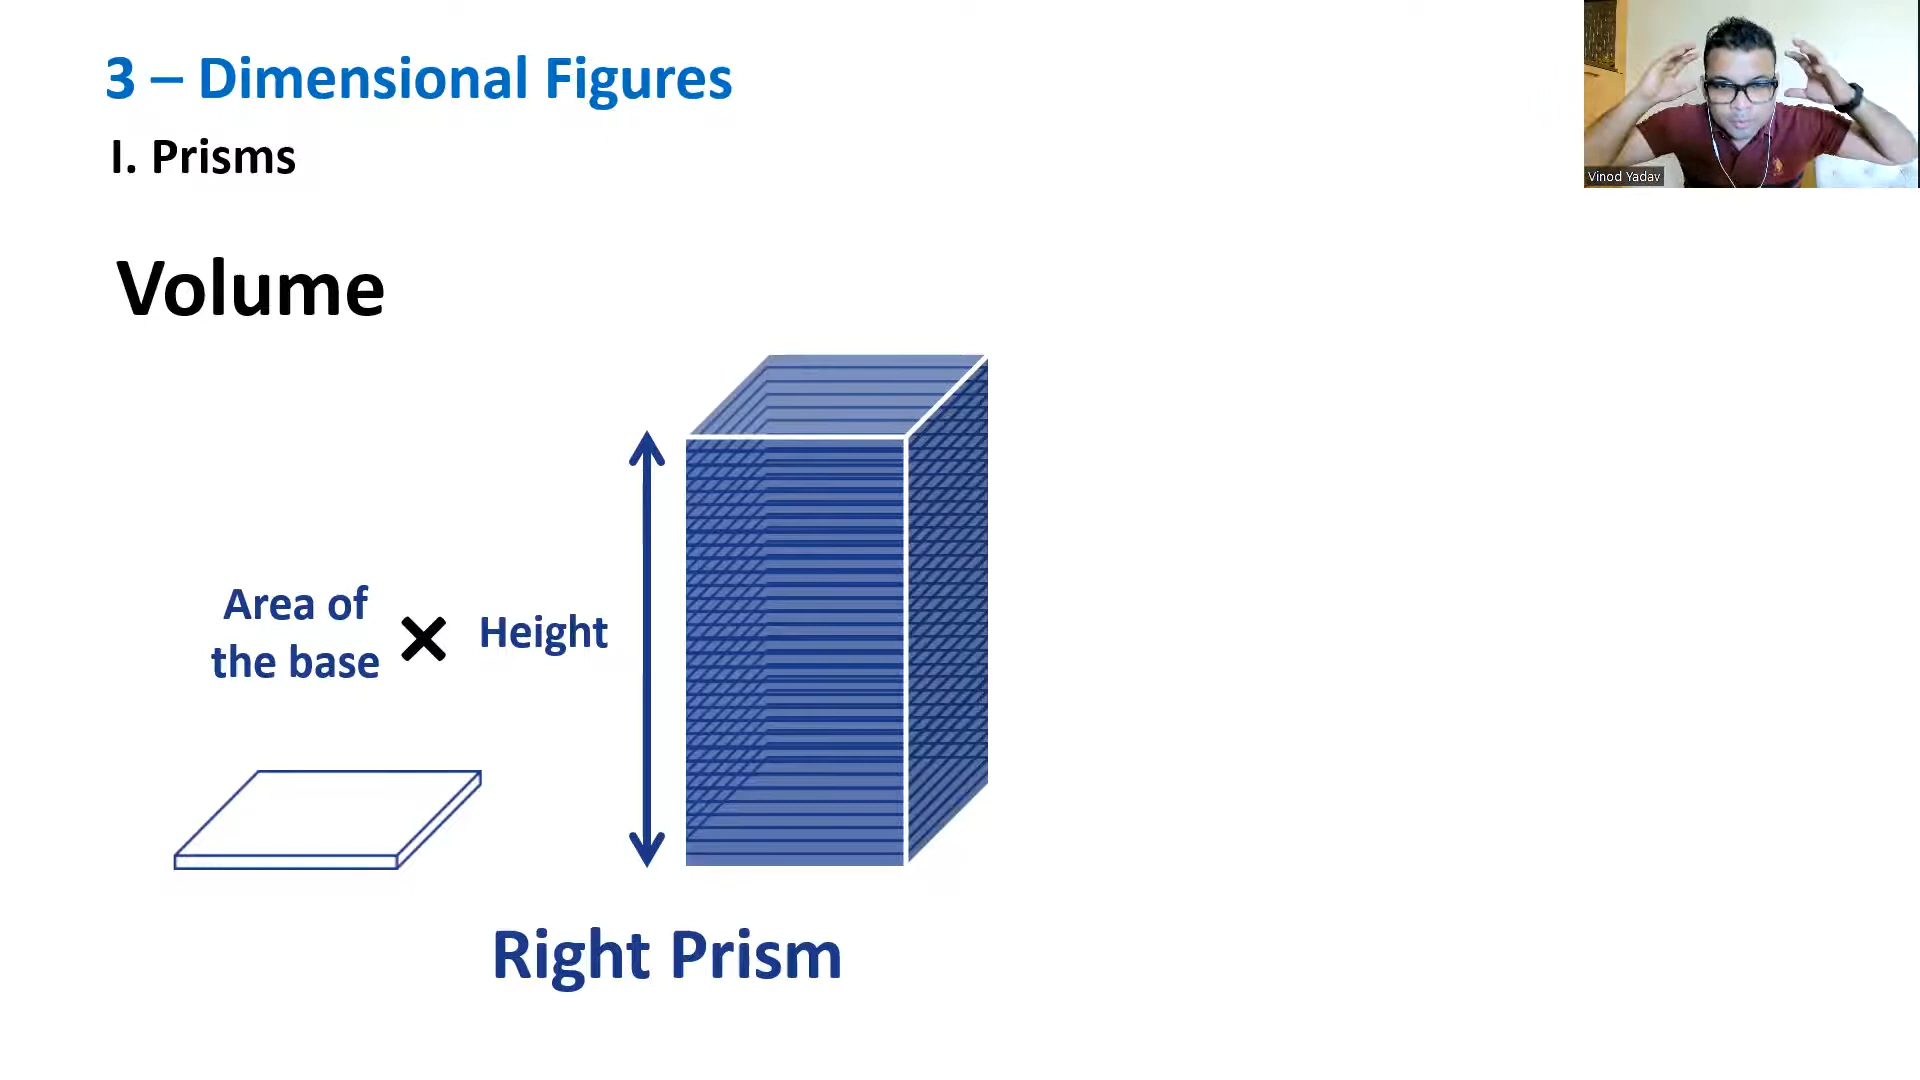 3 – Dimensional Figures
I. Prisms
Vinod Yadav
Volume
Area of
the base
×
Height
Right Prism